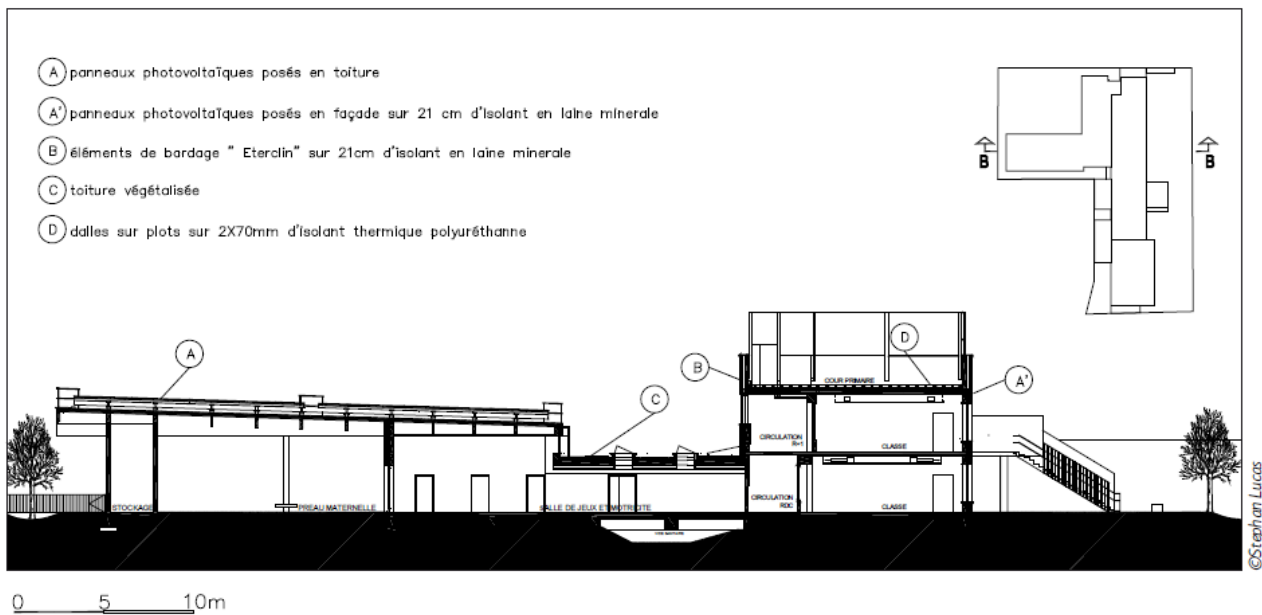 A panneaux photovoltaïques posés en toiture
A' panneaux photovoltaïques posés en façade sur 21 cm d'isolant en laine minerale
B éléments de bardage " Eterclin" sur 21cm d'isolant en laine minerale
C toiture végétalisée
D dalles sur plots sur 2X70mm d'isolant thermique polyuréthanne
B B
A
B
D
COUR PRIMAIRE
A'
C
CIRCULATION
R+1
CLASSE
STOCKAGE
PREAU MATERNELLE
SALLE DE JEUX ET MOTRICITE
CIRCULATION
RDC
CLASSE
©Stephan Lucas
0 5 10m